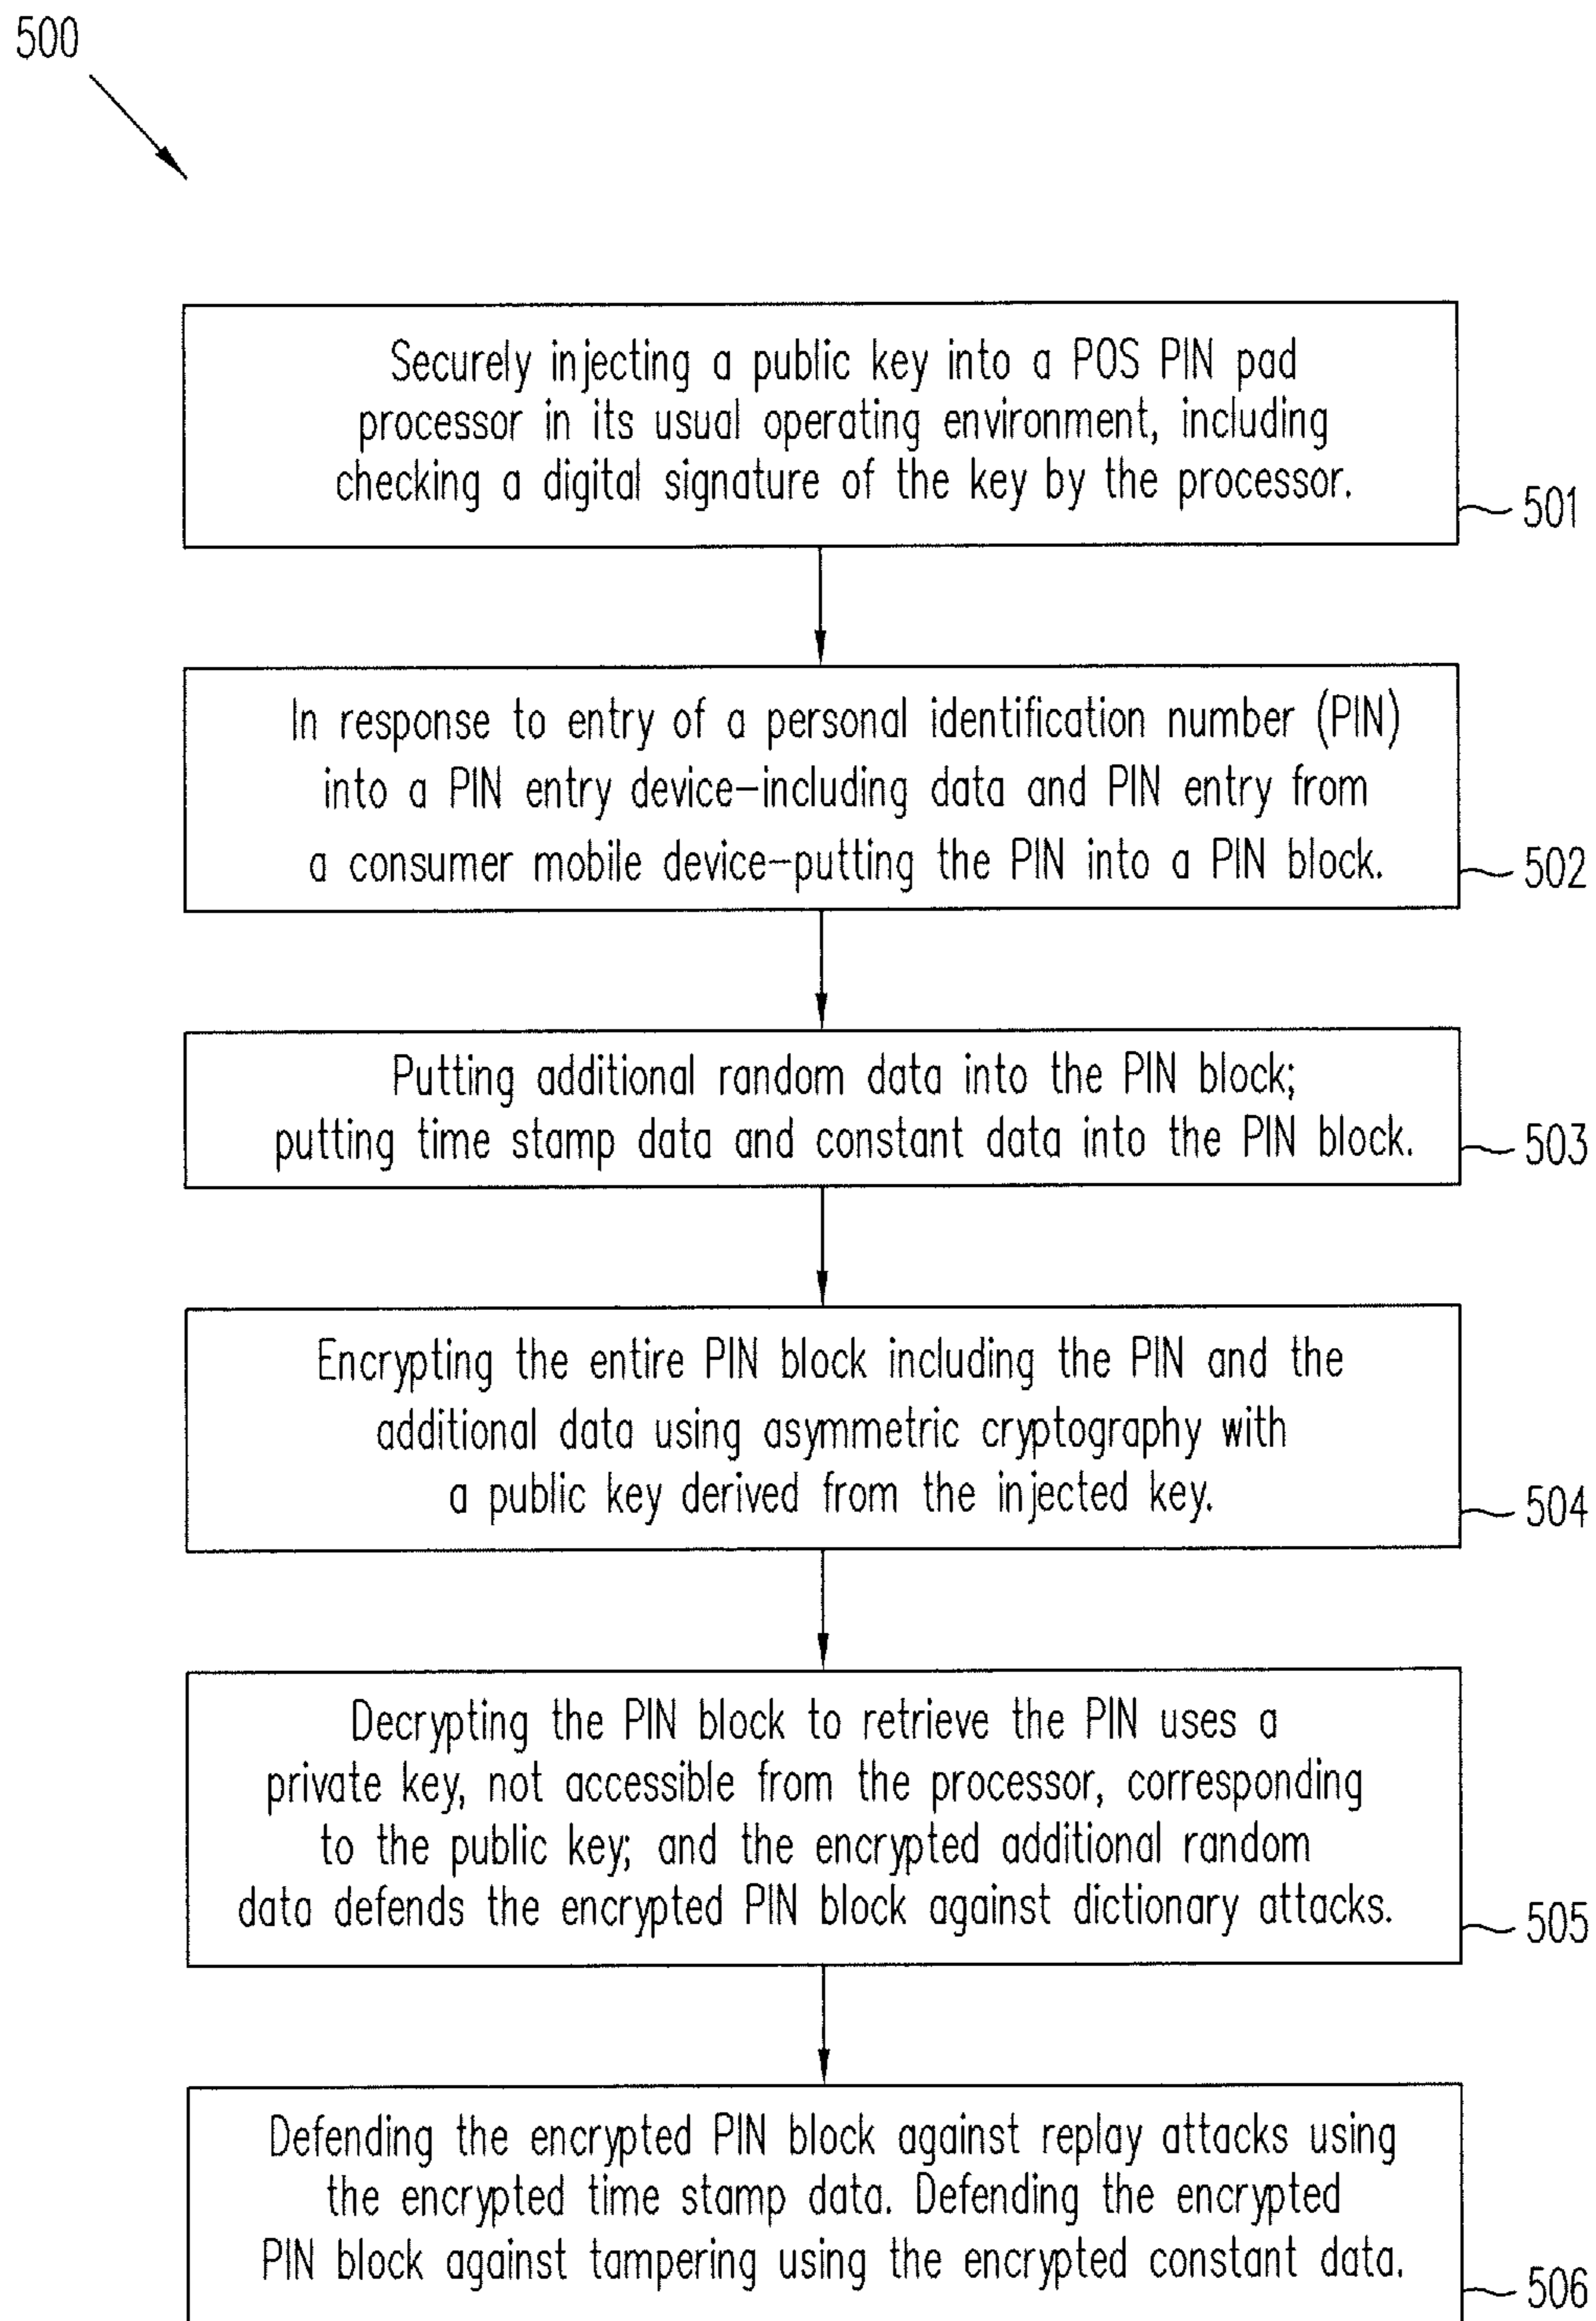 500
Securely injecting a public key into a POS PIN pad
processor in its usual operating environment, including
checking a digital signature of the key by the processor.
501
In response to entry of a personal identification number (PIN)
into a PIN entry device–including data and PIN entry from
a consumer mobile device–putting the PIN into a PIN block.
502
Putting additional random data into the PIN block;
putting time stamp data and constant data into the PIN block.
503
Encrypting the entire PIN block including the PIN and the
additional data using asymmetric cryptography with
a public key derived from the injected key.
504
Decrypting the PIN block to retrieve the PIN uses a
private key, not accessible from the processor, corresponding
to the public key; and the encrypted additional random
data defends the encrypted PIN block against dictionary attacks.
505
Defending the encrypted PIN block against replay attacks using
the encrypted time stamp data. Defending the encrypted
PIN block against tampering using the encrypted constant data.
506